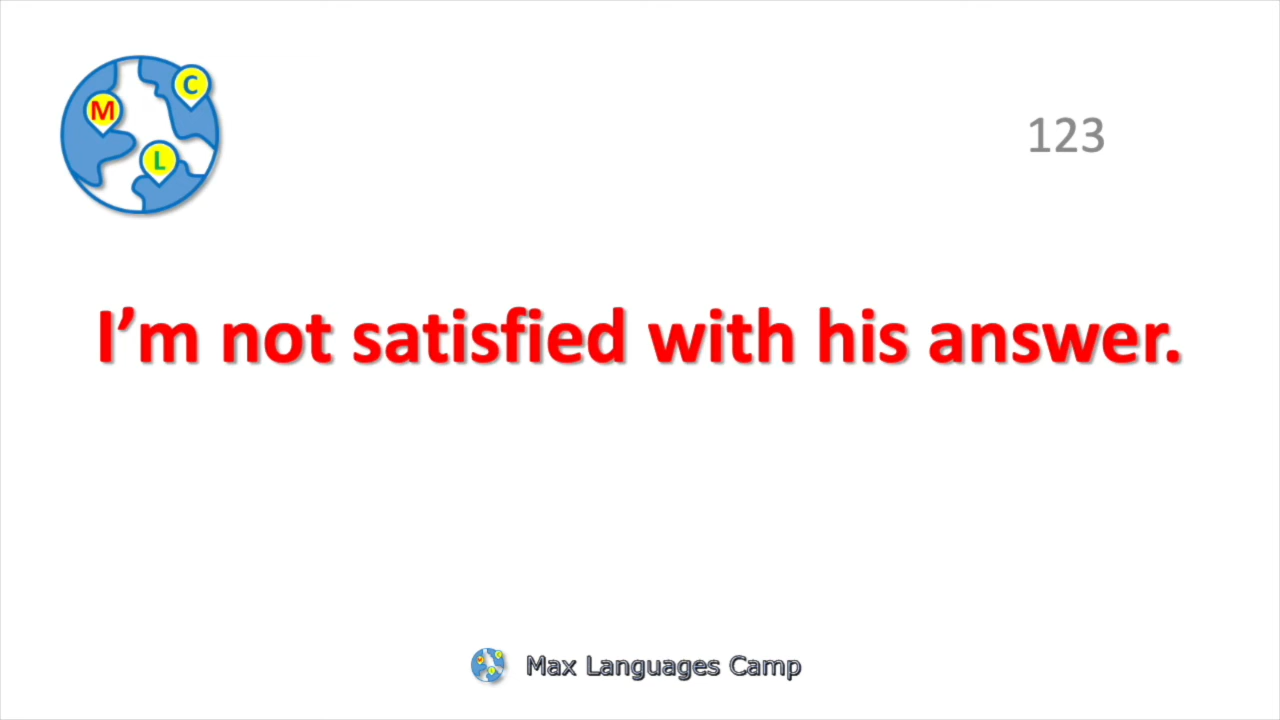 C
M
L
123
I’m not satisfied with his answer.
Max Languages Camp